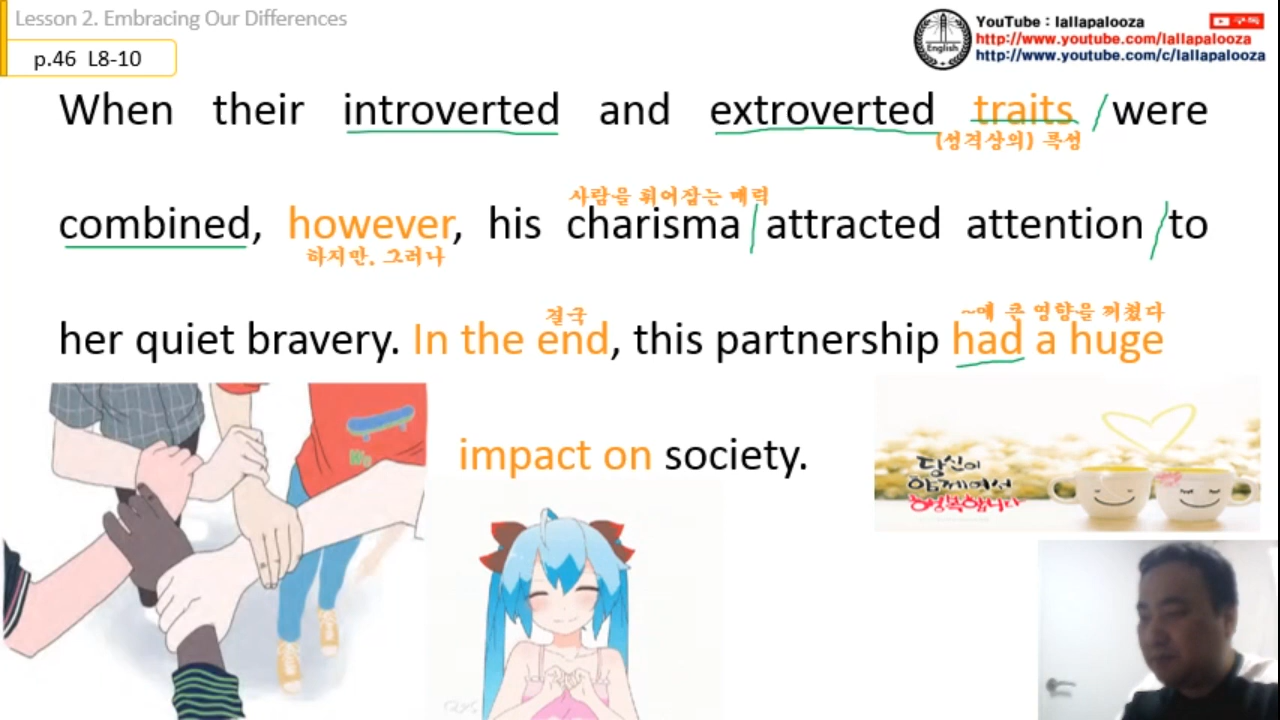 Lesson 2. Embracing Our Differences
p.46 L8-10
English
YouTube : lallapalooza
구독
http://www.youtube.com/lallapalooza
http://www.youtube.com/c/lallapalooza
When their introverted and extroverted traits / were
(성격상의) 특성
사람을 휘어잡는 매력
combined, however, his charisma / attracted attention / to
하지만, 그러나
결국
~에 큰 영향을 끼쳤다
her quiet bravery. In the end, this partnership had a huge
impact on society.
당신이
함께여서
행복합니다